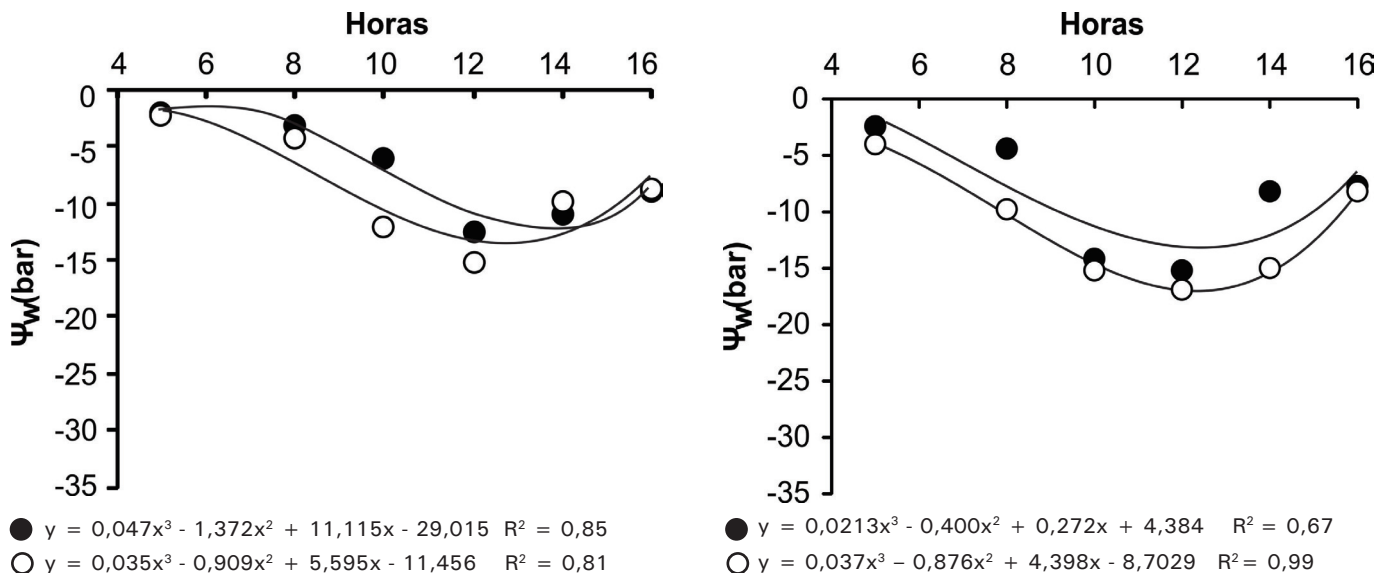 Horas
4 6 8 10 12 14 16
0
-5
-10
-15
-20
-25
-30
-35
Ψw(bar)
y = 0,047x³ - 1,372x² + 11,115x - 29,015 R² = 0,85
y = 0,035x³ - 0,909x² + 5,595x - 11,456 R² = 0,81
Horas
4 6 8 10 12 14 16
0
-5
-10
-15
-20
-25
-30
-35
Ψw(bar)
y = 0,0213x³ - 0,400x² + 0,272x + 4,384 R² = 0,67
y = 0,037x³ – 0,876x² + 4,398x - 8,7029 R² = 0,99